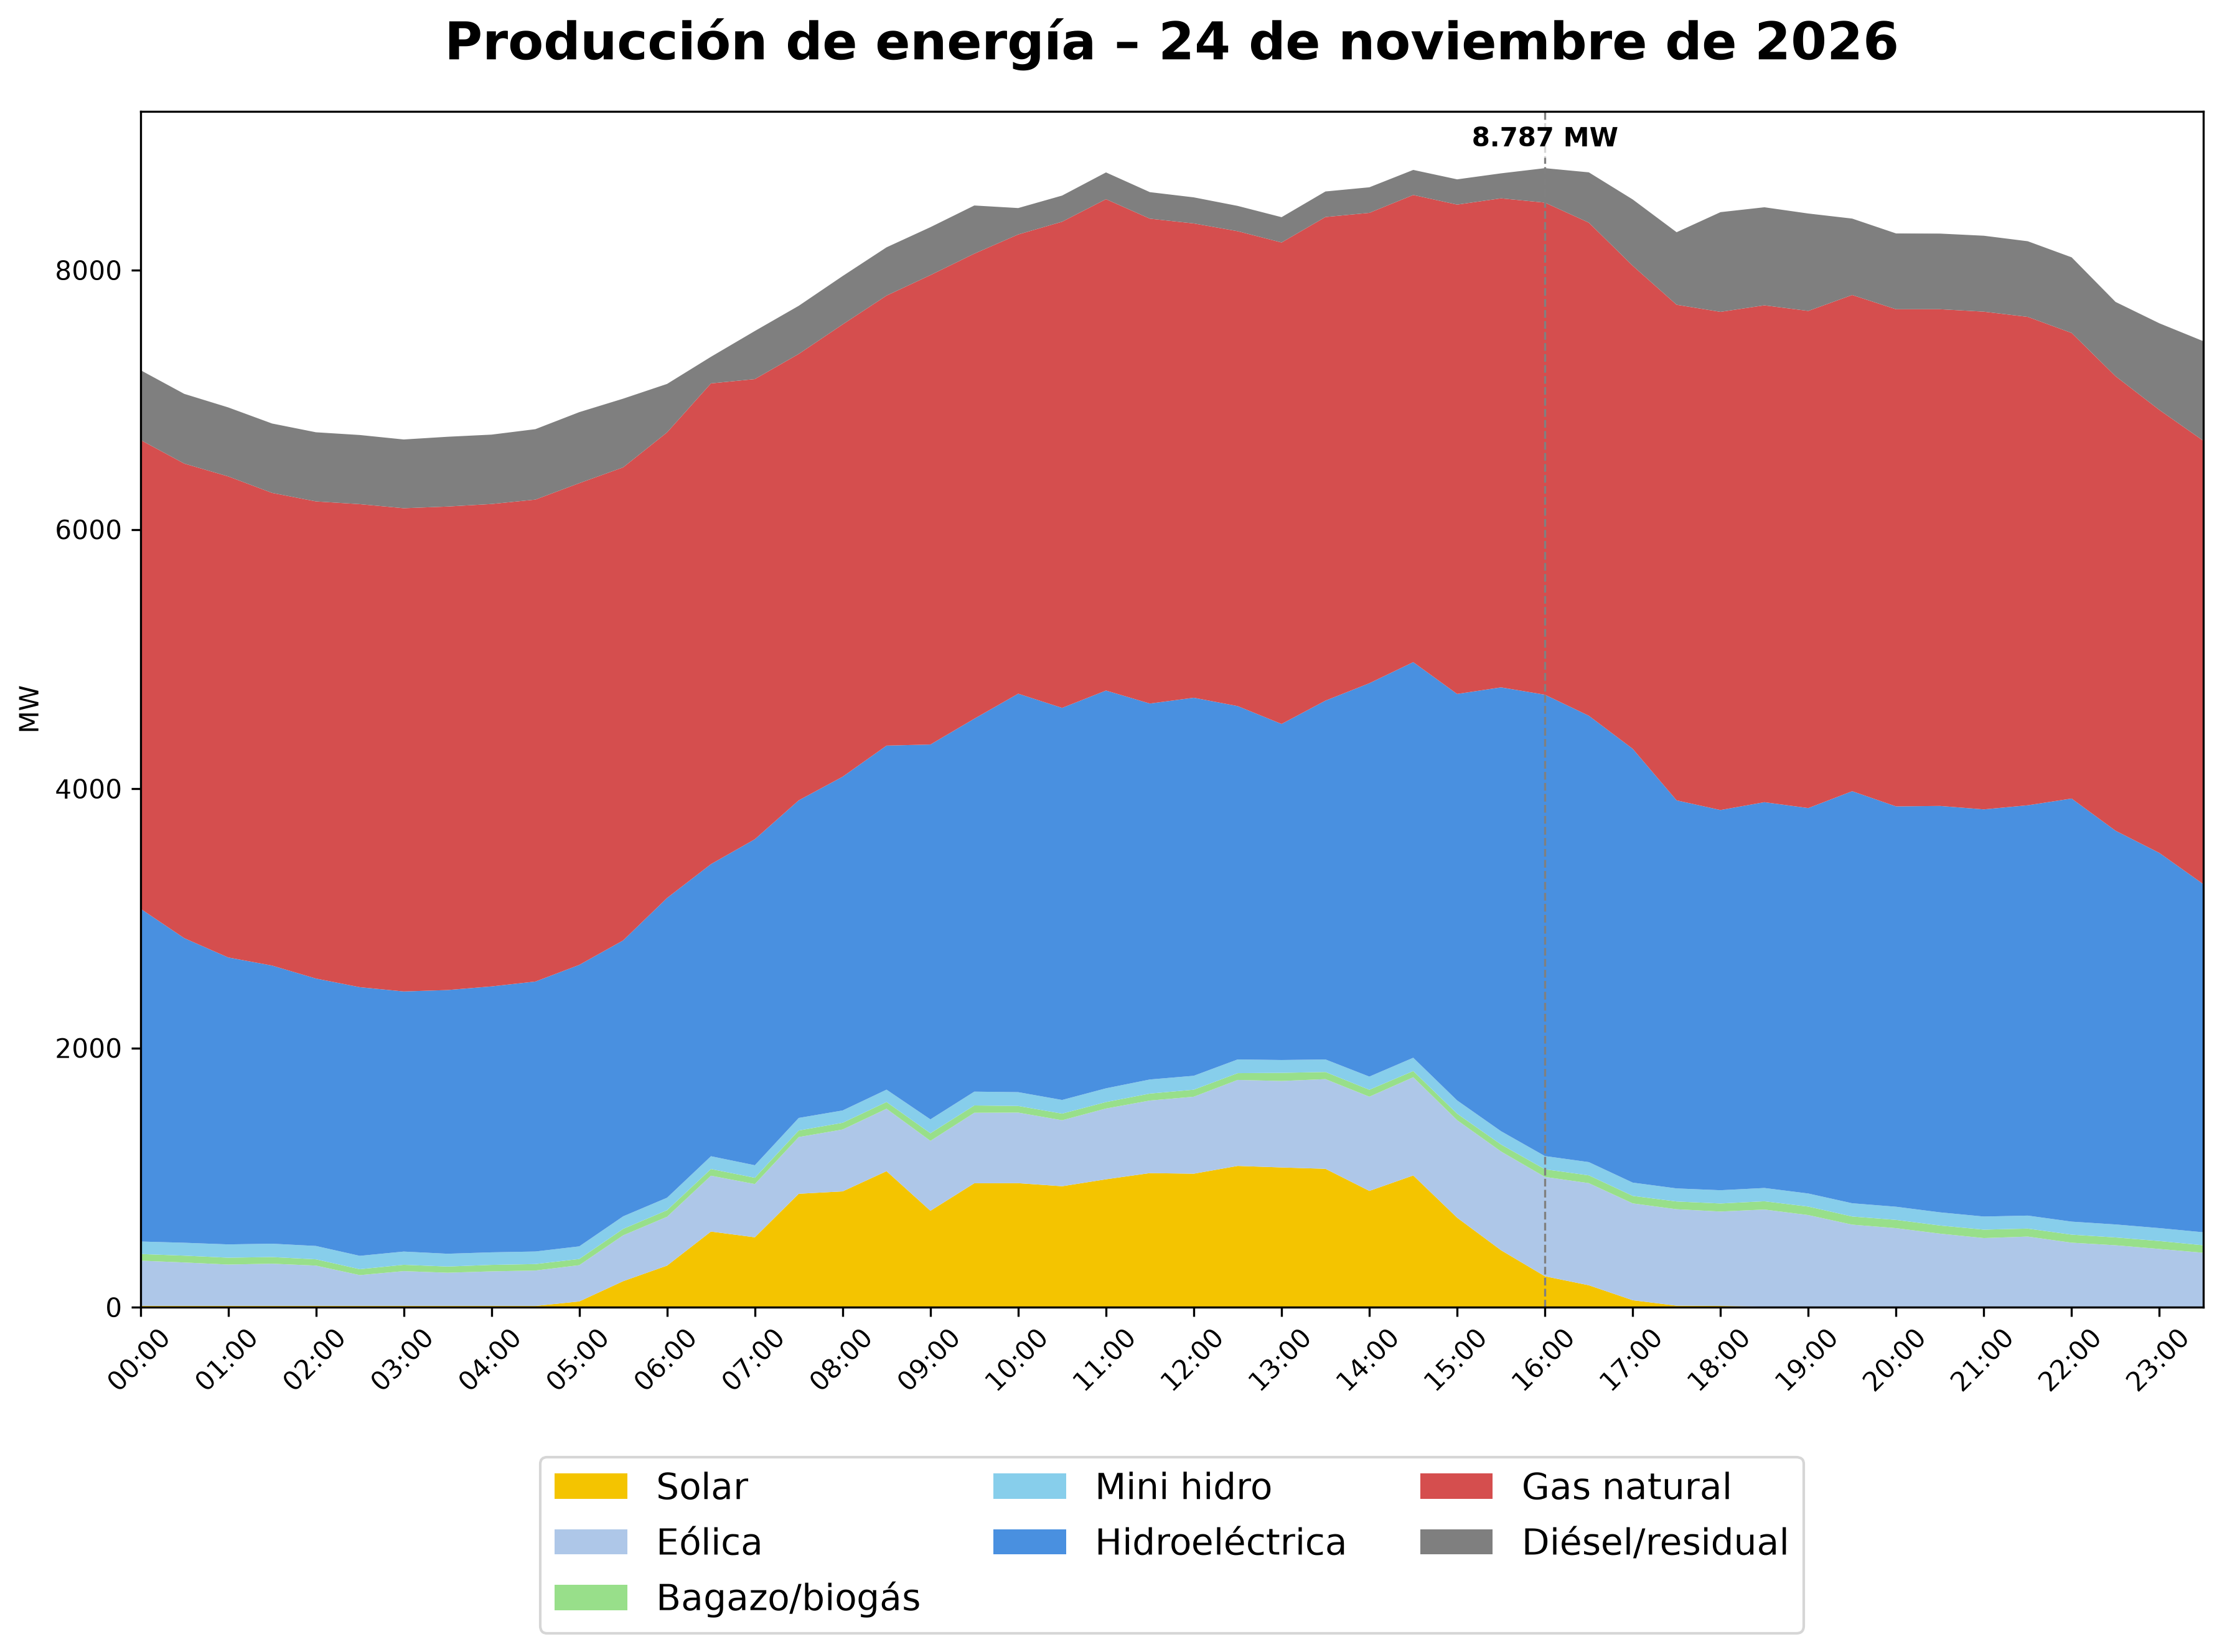 Producción de energía – 24 de noviembre de 2026
8.787 MW
MW
8000
6000
4000
2000
0
00:00 01:00 02:00 03:00 04:00 05:00 06:00 07:00 08:00 09:00 10:00 11:00 12:00 13:00 14:00 15:00 16:00 17:00 18:00 19:00 20:00 21:00 22:00 23:00
Solar
Eólica
Bagazo/biogás
Mini hidro
Hidroeléctrica
Gas natural
Diésel/residual